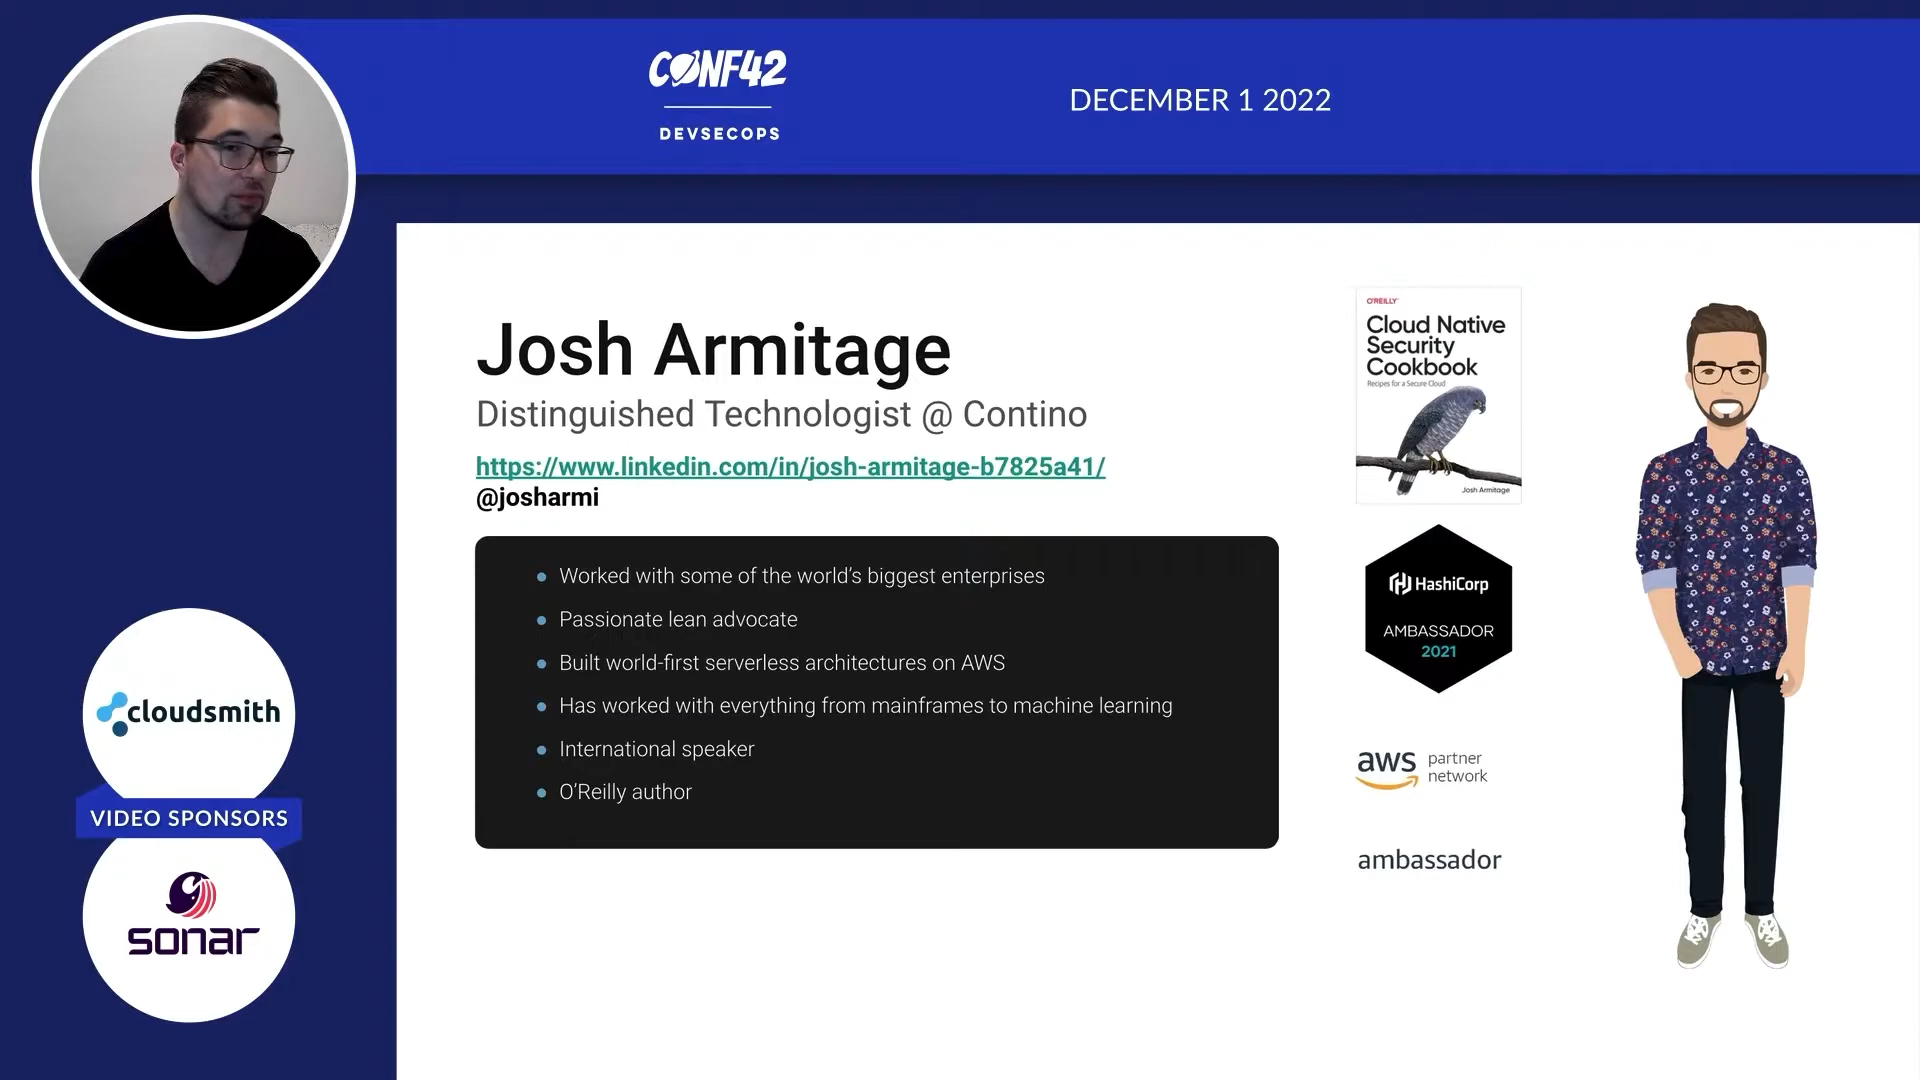 CONF42
DEVSECOPS
DECEMBER 1 2022
Josh Armitage
Distinguished Technologist @ Contino
https://www.linkedin.com/in/josh-armitage-b7825a41/
@josharmi
Worked with some of the world's biggest enterprises
Passionate lean advocate
Built world-first serverless architectures on AWS
Has worked with everything from mainframes to machine learning
International speaker
O'Reilly author
O'REILLY
Cloud Native
Security
Cookbook
Recipes for a Secure Cloud
Josh Armitage
HashiCorp
AMBASSADOR
2021
aws partner
network
ambassador
cloudsmith
VIDEO SPONSORS
sonar